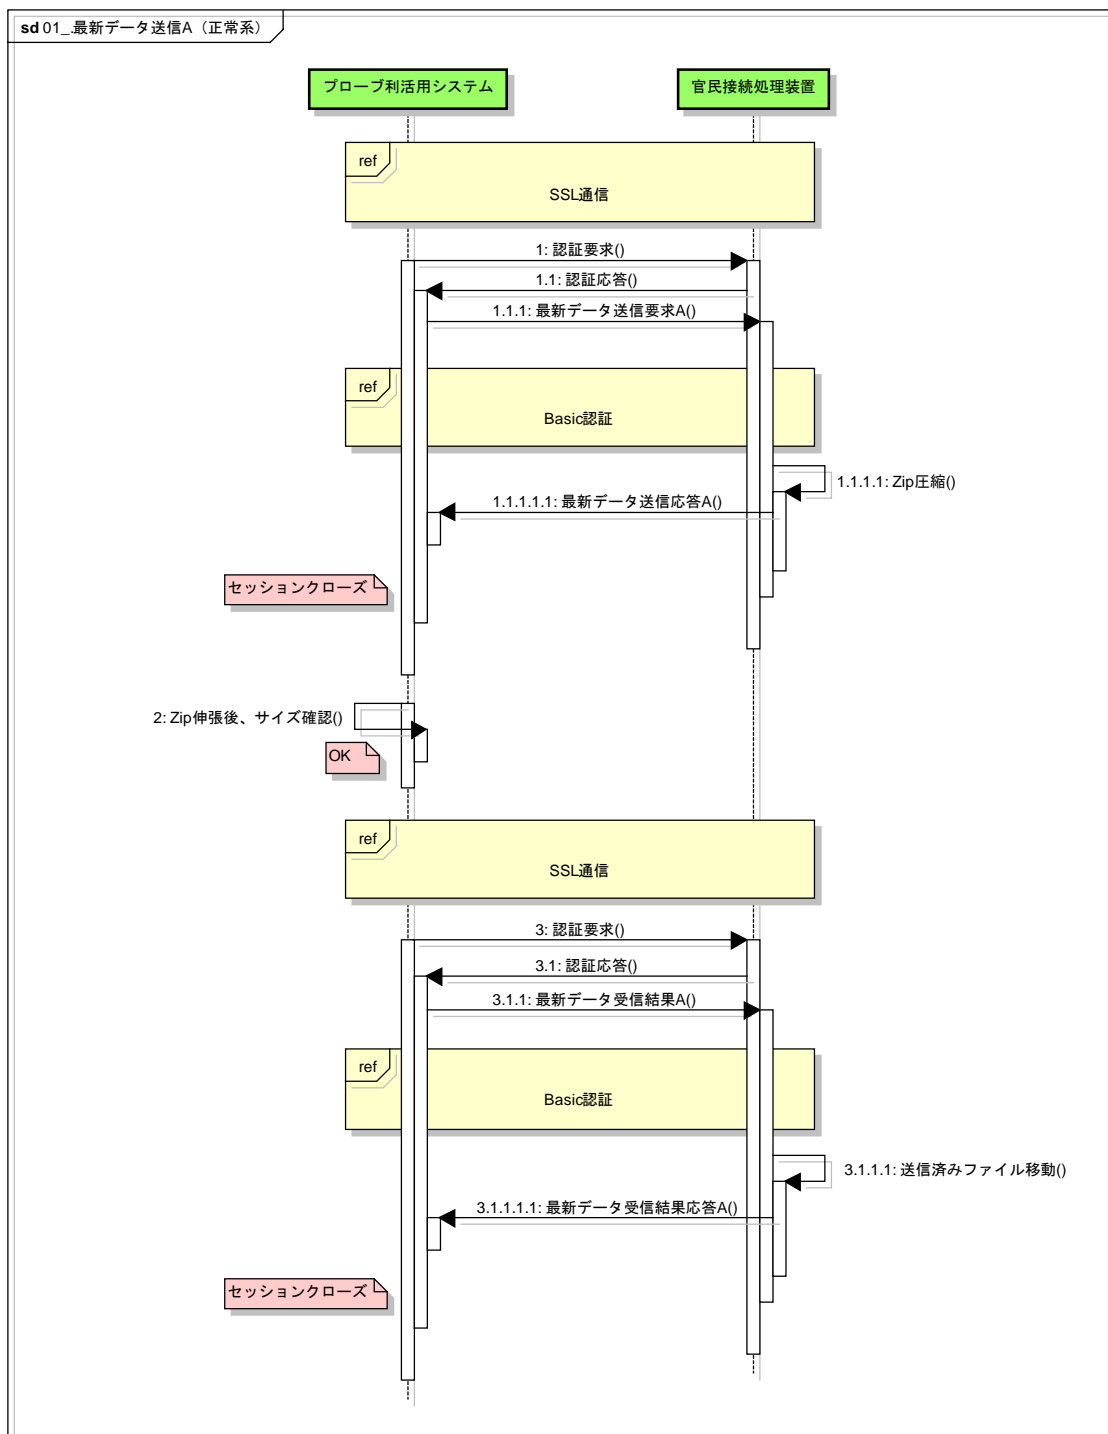 sd 01_.最新データ送信A（正常系）
プローブ利活用システム
官民接続処理装置
ref
SSL通信
1: 認証要求()
1.1: 認証応答()
1.1.1: 最新データ送信要求A()
ref
Basic認証
1.1.1.1: Zip圧縮()
1.1.1.1.1: 最新データ送信応答A()
セッションクローズ
2: Zip伸張後、サイズ確認()
OK
ref
SSL通信
3: 認証要求()
3.1: 認証応答()
3.1.1: 最新データ受信結果A()
ref
Basic認証
3.1.1.1: 送信済みファイル移動()
3.1.1.1.1: 最新データ受信結果応答A()
セッションクローズ